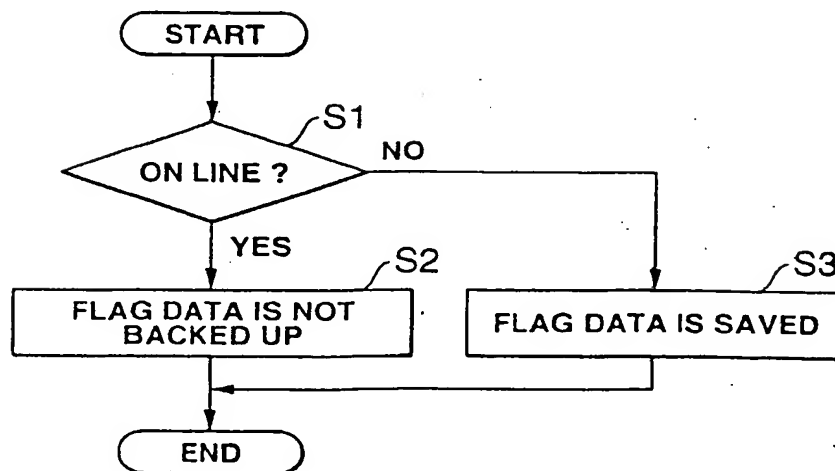 START
S1
ON LINE ?
NO
YES
S2
S3
FLAG DATA IS NOT
BACKED UP
FLAG DATA IS SAVED
END